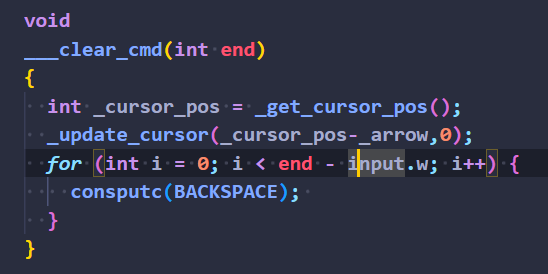 void
___clear_cmd(int end)
{
int _cursor_pos = _get_cursor_pos();
_update_cursor(_cursor_pos-_arrow,0);
for (int i = 0; i < end - input.w; i++) {
consputc(BACKSPACE);
}
}